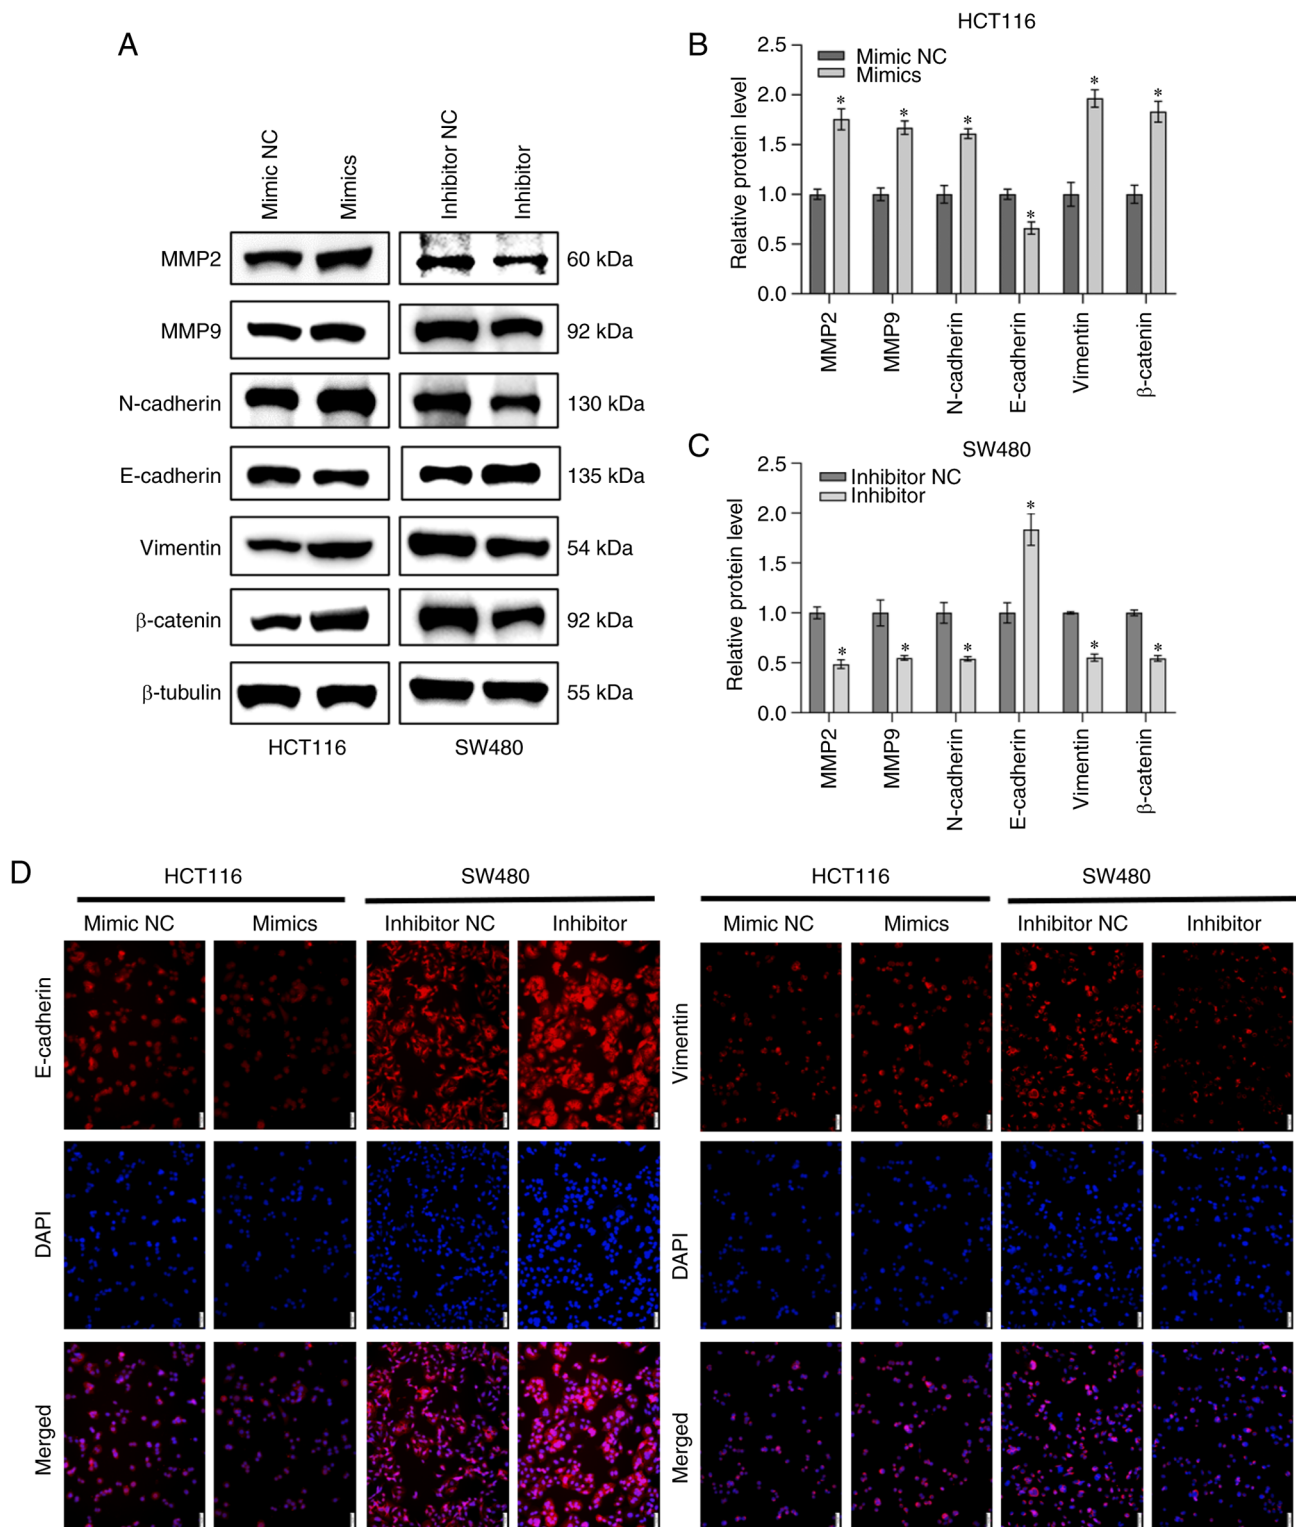 A
Mimic NC
Mimics
Inhibitor NC
Inhibitor
MMP2
60 kDa
MMP9
92 kDa
N-cadherin
130 kDa
E-cadherin
135 kDa
Vimentin
54 kDa
β-catenin
92 kDa
β-tubulin
55 kDa
HCT116
SW480
B
HCT116
Mimic NC
Mimics
Relative protein level
2.5
2.0
1.5
1.0
0.5
0.0
* * * * * *
MMP2
MMP9
N-cadherin
E-cadherin
Vimentin
β-catenin
C
SW480
Inhibitor NC
Inhibitor
Relative protein level
2.5
2.0
1.5
1.0
0.5
0.0
* * * * * *
MMP2
MMP9
N-cadherin
E-cadherin
Vimentin
β-catenin
D
HCT116 SW480
Mimic NC Mimics Inhibitor NC Inhibitor
E-cadherin
DAPI
Merged
HCT116 SW480
Mimic NC Mimics Inhibitor NC Inhibitor
Vimentin
DAPI
Merged